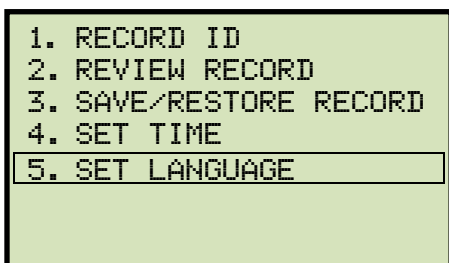 1. RECORD ID
2. REVIEW RECORD
3. SAVE/RESTORE RECORD
4. SET TIME
5. SET LANGUAGE